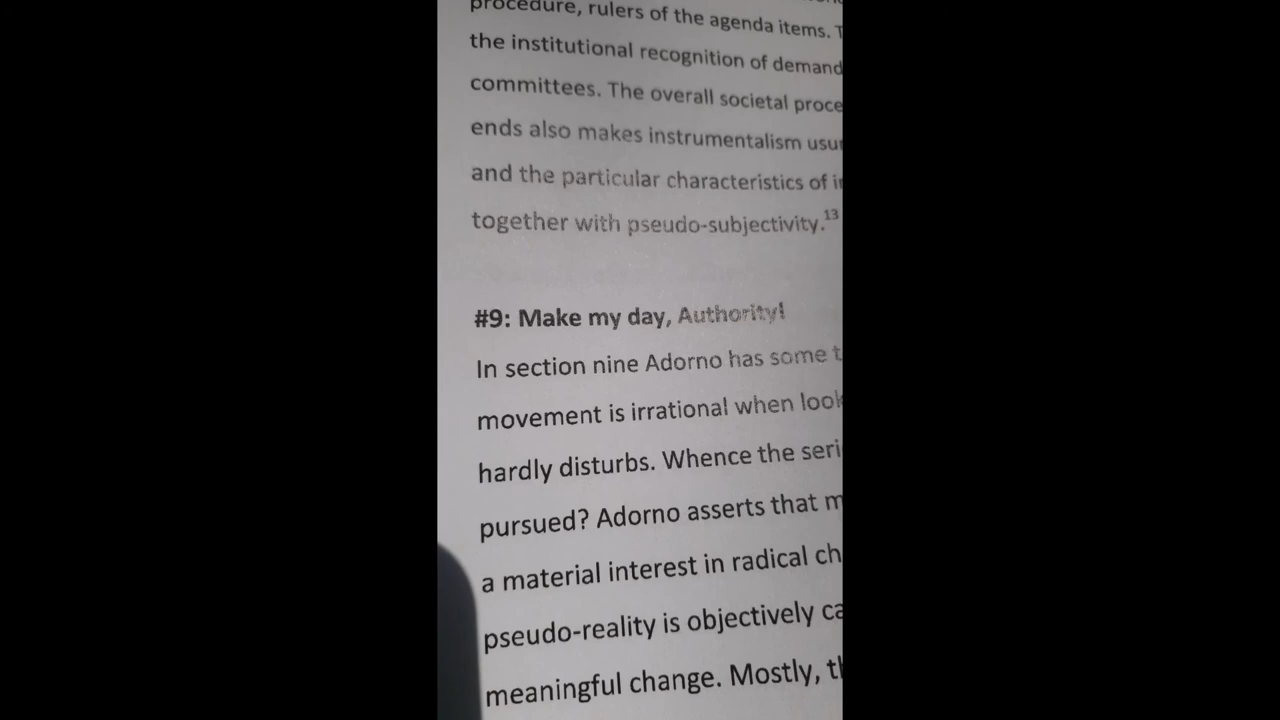 procedure, rulers of the agenda items.
the institutional recognition of demand
committees. The overall societal proce
ends also makes instrumentalism usu
and the particular characteristics of i
together with pseudo-subjectivity.13
#9: Make my day, Authority!
In section nine Adorno has some t
movement is irrational when look
hardly disturbs. Whence the seri
pursued? Adorno asserts that m
a material interest in radical ch
pseudo-reality is objectively ca
meaningful change. Mostly, th